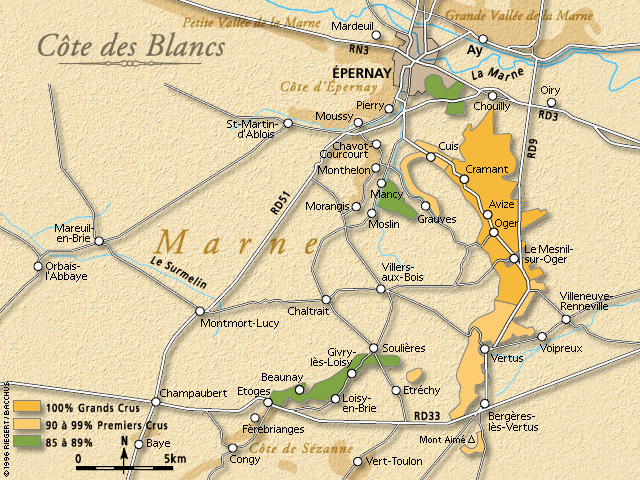 Petite Vallée de la Marne
Grande Vallée de la Marne
Mardeuil
Côte des Blancs
RN3
Ay
La Marne
ÉPERNAY
Côte d'Épernay
Oiry
Chouilly
RD3
Pierry
Moussy
St-Martin-
d'Ablois
RD9
Chavot-
Courcourt
Cuis
Monthelon
Cramant
Mancy
RD51
Morangis
Avize
Grauves
Oger
Moslin
Mareuil-
en-Brie
Marne
Le Mesnil-
sur-Oger
Orbais-
l'Abbaye
Le Surmelin
Villers-
aux-Bois
Villeneuve-
Renneville
Chaltrait
Montmort-Lucy
Soulières
Voipreux
Givry-
lès-Loisy
Vertus
Beaunay
Etréchy
Champaubert
Etoges
Loisy-
en-Brie
RD33
Bergères-
lès-Vertus
100% Grands Crus
90 à 99% Premiers Crus
85 à 89%
Fèrebrianges
Mont Aimé
Baye
Côte de Sézanne
Congy
Vert-Toulon
N
0 5km
©1996 RIEGERT/BACCHUS